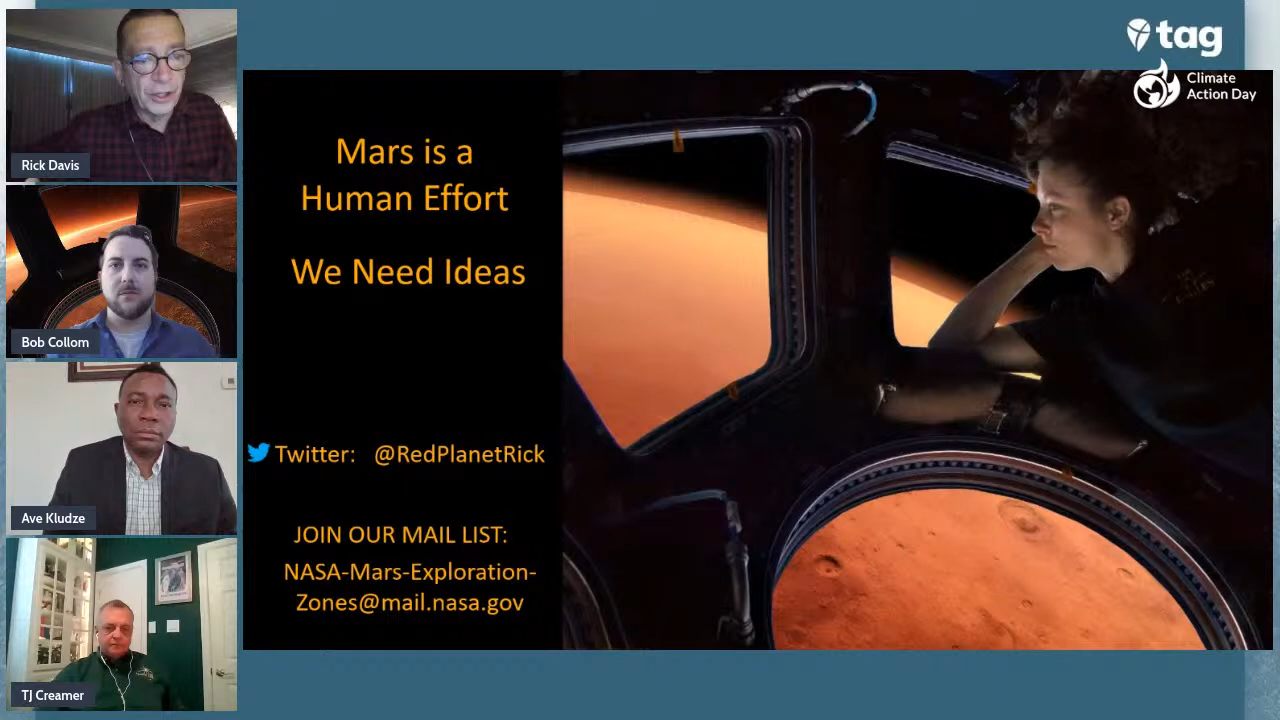 tag
Climate
Action Day
Rick Davis
Bob Collom
Ave Kludze
TJ Creamer
Mars is a
Human Effort
We Need Ideas
Twitter: @RedPlanetRick
JOIN OUR MAIL LIST:
NASA-Mars-Exploration-
Zones@mail.nasa.gov